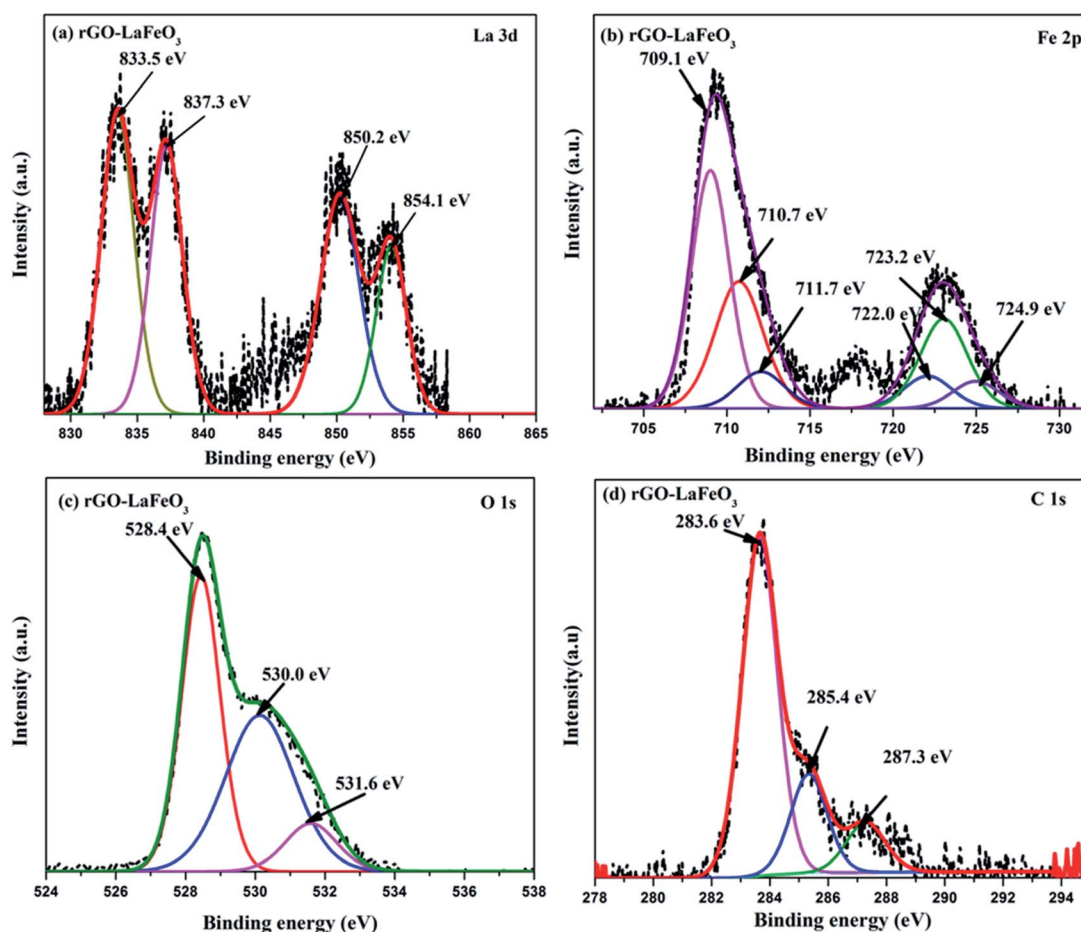 (a) rGO-LaFeO3
La 3d
833.5 eV
837.3 eV
850.2 eV
854.1 eV
Intensity (a.u.)
830 835 840 845 850 855 860 865
Binding energy (eV)
(b) rGO-LaFeO3
Fe 2p
709.1 eV
710.7 eV
711.7 eV
723.2 eV
722.0 eV
724.9 eV
Intensity (a.u.)
705 710 715 720 725 730
Binding energy (eV)
(c) rGO-LaFeO3
O 1s
528.4 eV
530.0 eV
531.6 eV
Intensity (a.u.)
524 526 528 530 532 534 536 538
Binding energy (eV)
(d) rGO-LaFeO3
C 1s
283.6 eV
285.4 eV
287.3 eV
Intensity(a.u)
278 280 282 284 286 288 290 292 294
Binding energy (eV)